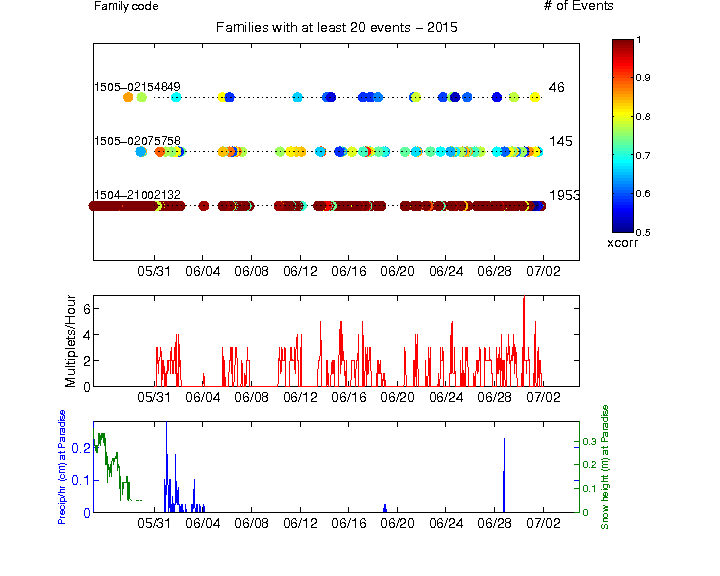 Family code
# of Events
Families with at least 20 events − 2015
1505−02154849
46
1505−02075758
145
1504−21002132
1953
1
0.9
0.8
0.7
0.6
0.5
xcorr
05/31 06/04 06/08 06/12 06/16 06/20 06/24 06/28 07/02
Multiplets/Hour
6
4
2
0
05/31 06/04 06/08 06/12 06/16 06/20 06/24 06/28 07/02
Precip/hr (cm) at Paradise
0.2
0.1
0
0.3
0.2
0.1
0
Snow height (m) at Paradise
05/31 06/04 06/08 06/12 06/16 06/20 06/24 06/28 07/02